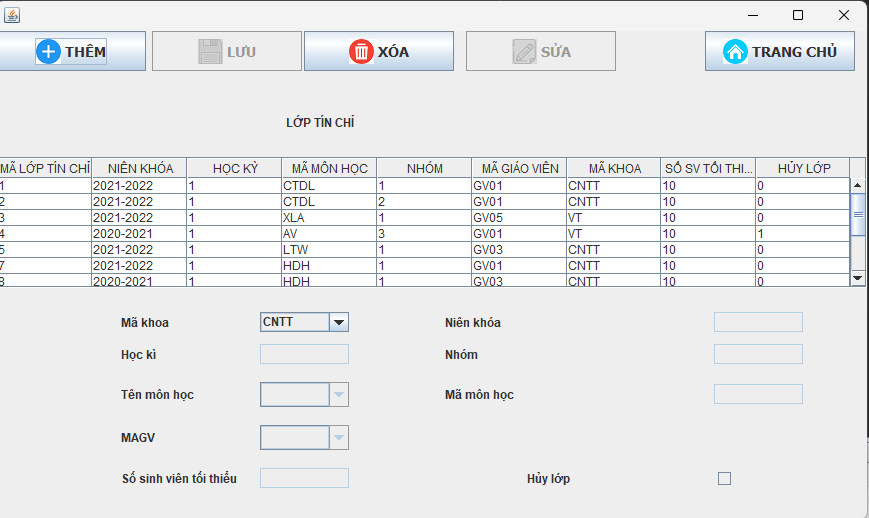 THÊM LƯU XÓA SỬA TRANG CHỦ
LỚP TÍN CHỈ
MÃ LỚP TÍN CHỈ NIÊN KHÓA HỌC KỲ MÃ MÔN HỌC NHÓM MÃ GIÁO VIÊN MÃ KHOA SỐ SV TỐI THI... HỦY LỚP
1 2021-2022 1 CTDL 1 GV01 CNTT 10 0
2 2021-2022 1 CTDL 2 GV01 CNTT 10 0
3 2021-2022 1 XLA 1 GV05 VT 10 0
4 2020-2021 1 AV 3 GV01 VT 10 1
5 2021-2022 1 LTW 1 GV03 CNTT 10 0
7 2021-2022 1 HDH 1 GV01 CNTT 10 0
8 2020-2021 1 HDH 1 GV03 CNTT 10 0
Mã khoa CNTT Niên khóa
Học kì Nhóm
Tên môn học Mã môn học
MAGV
Số sinh viên tối thiểu Hủy lớp